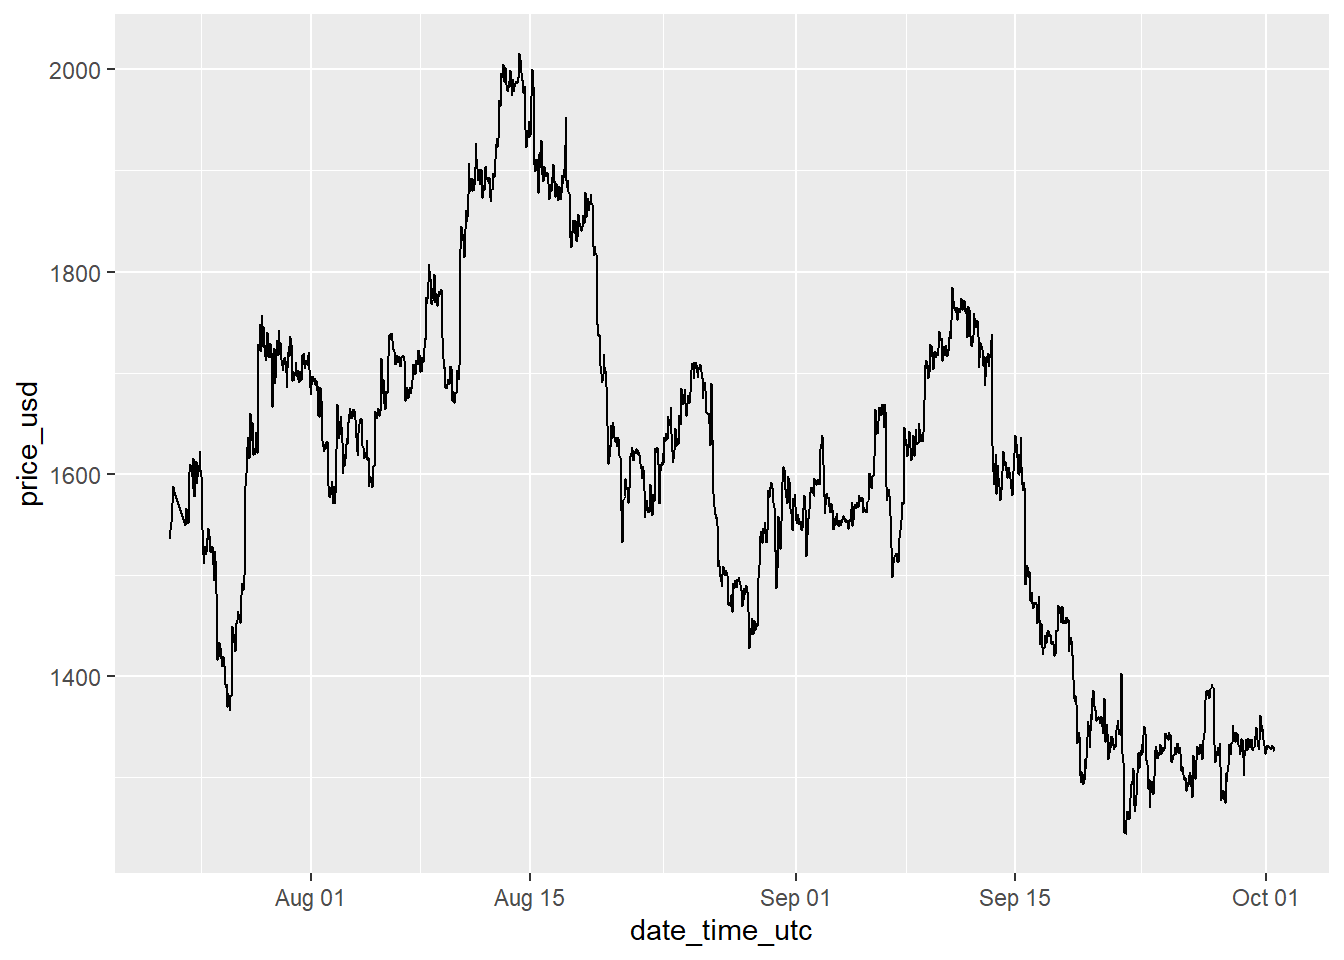 2000
1800
1600
1400
price_usd
Aug 01
Aug 15
Sep 01
Sep 15
Oct 01
date_time_utc